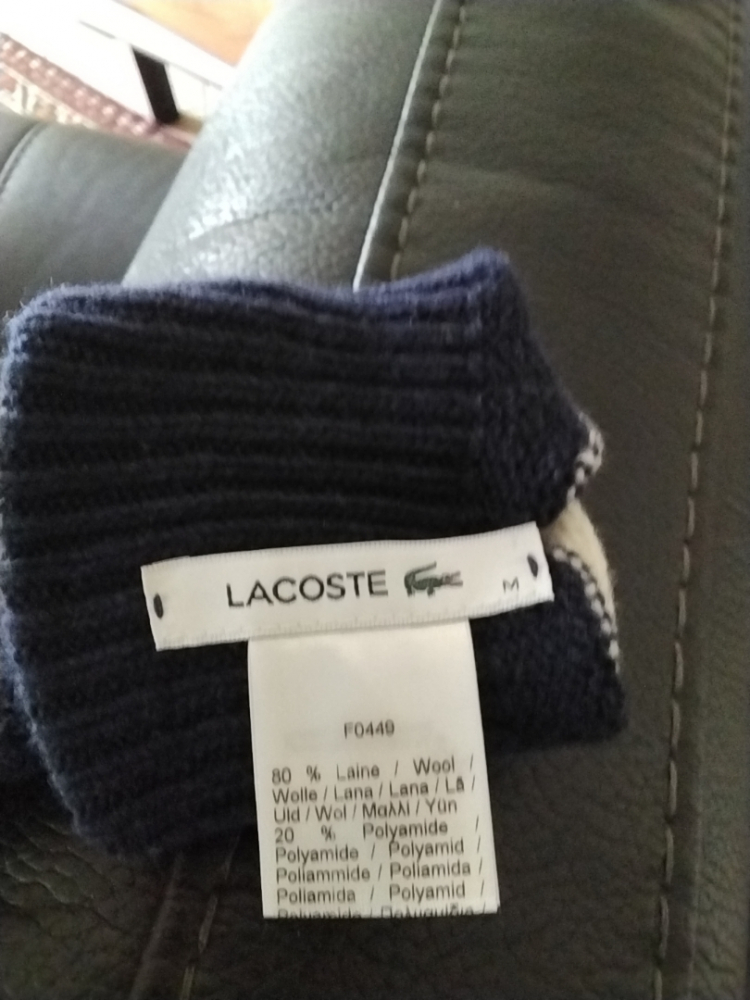 LACOSTE
M
F0449
80 % Laine / Wool /
Wolle / Lana / Lana / Lã /
Uld / Wol / Μαλλί / Yün
20 % Polyamide /
Polyamide / Polyamid /
Poliammide / Poliamida /
Poliamida / Polyamid /